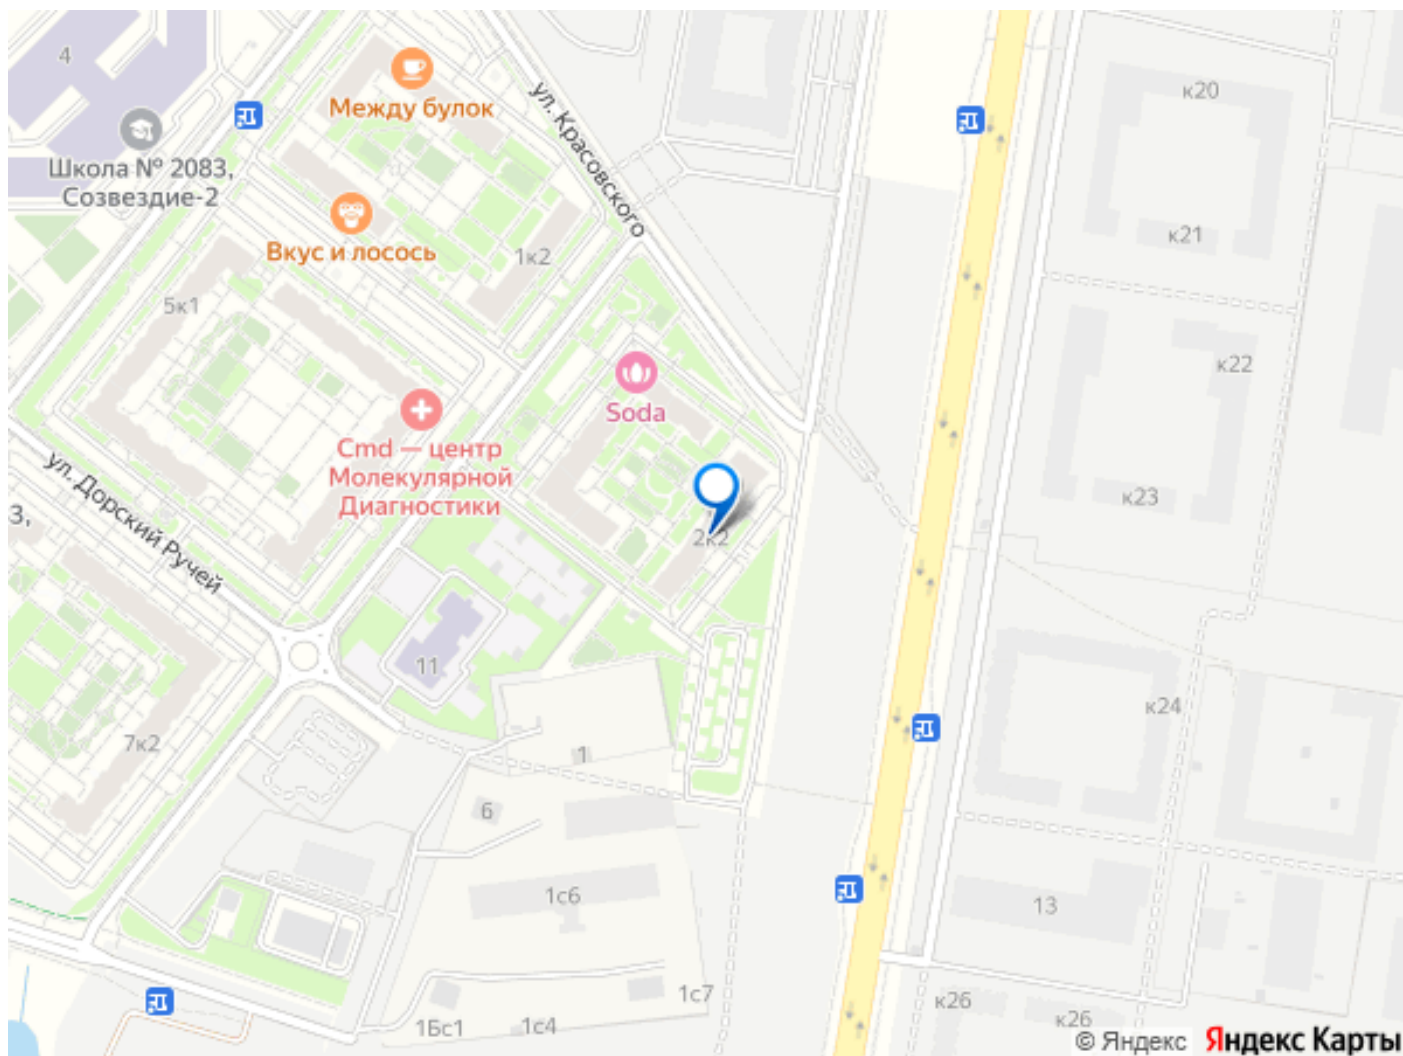 4
Между булок
к20
ул. Красовского
Школа № 2083,
Созвездие-2
Вкус и лосось
1к2
к21
5к1
к22
Soda
Cmd — центр
Молекулярной
Диагностики
к23
ул. Дорский Ручей
3,
2к2
11
к24
7к2
1
6
1с6
13
1с7
к26
1Бс1
1с4
к26
© Яндекс Яндекс Карты